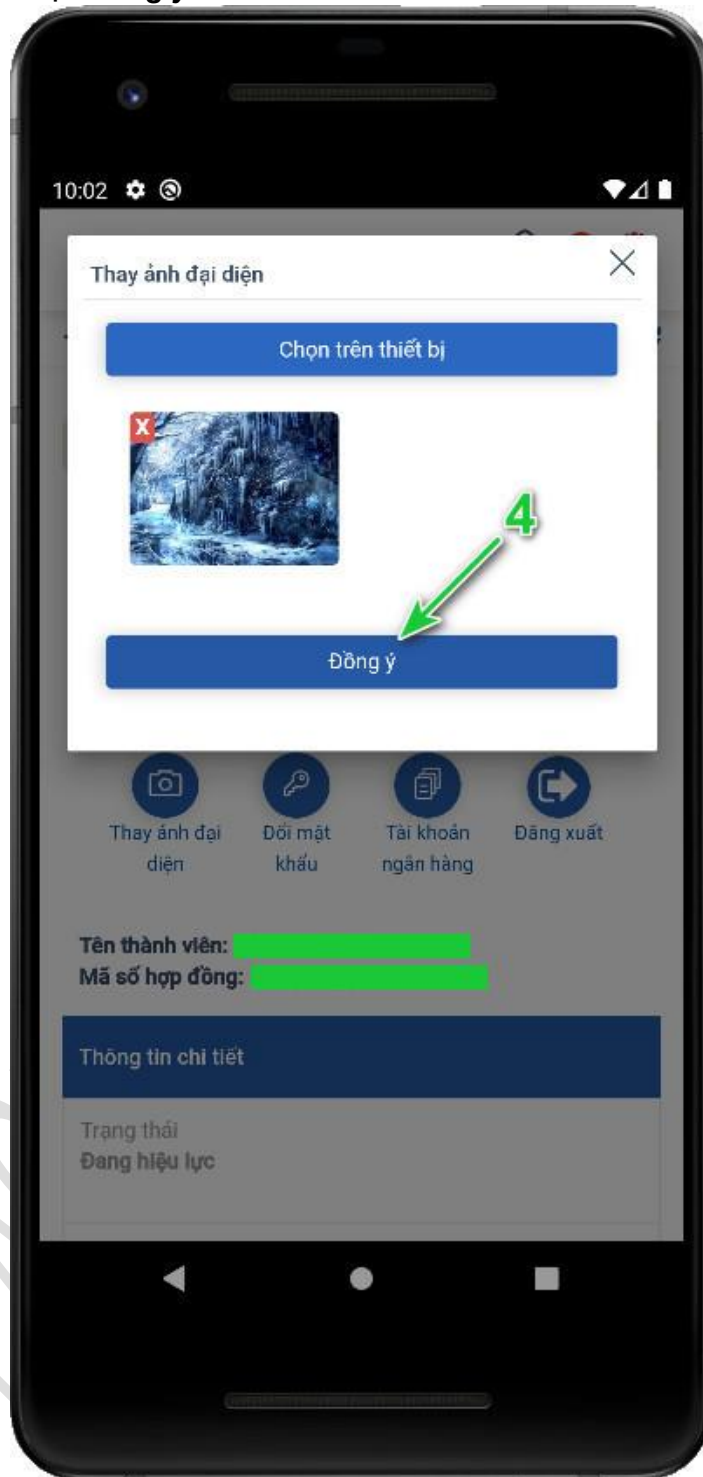 10:02
Thay ảnh đại diện
Chọn trên thiết bị
X
4
Đồng ý
Thay ảnh đại
diện
Đổi mật
khẩu
Tài khoản
ngân hàng
Đăng xuất
Tên thành viên:
Mã số hợp đồng:
Thông tin chi tiết
Trạng thái
Đang hiệu lực